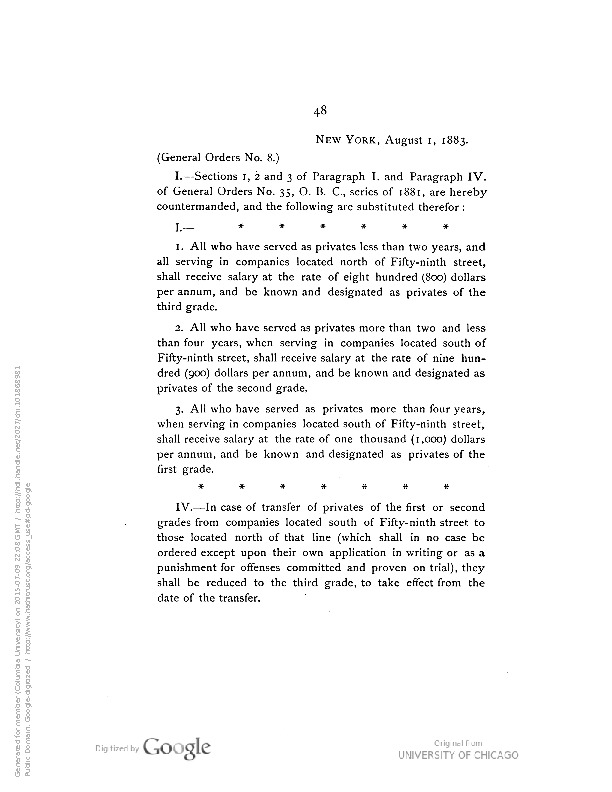 48
NEW YORK, August 1, 1883.
(General Orders No. 8.)
I.—Sections 1, 2 and 3 of Paragraph I. and Paragraph IV.
of General Orders No. 35, O. B. C., series of 1881, are hereby
countermanded, and the following are substituted therefor:
I.— * * * * * *
1. All who have served as privates less than two years, and
all serving in companies located north of Fifty-ninth street,
shall receive salary at the rate of eight hundred (800) dollars
per annum, and be known and designated as privates of the
third grade.
2. All who have served as privates more than two and less
than four years, when serving in companies located south of
Fifty-ninth street, shall receive salary at the rate of nine hun-
dred (900) dollars per annum, and be known and designated as
privates of the second grade.
3. All who have served as privates more than four years,
when serving in companies located south of Fifty-ninth street,
shall receive salary at the rate of one thousand (1,000) dollars
per annum, and be known and designated as privates of the
first grade.
* * * * * * *
IV.—In case of transfer of privates of the first or second
grades from companies located south of Fifty-ninth street to
those located north of that line (which shall in no case be
ordered except upon their own application in writing or as a
punishment for offenses committed and proven on trial), they
shall be reduced to the third grade, to take effect from the
date of the transfer.
Generated for member (Columbia University) on 2015-07-09 22:08 GMT / http://hdl.handle.net/2027/chi.101868981
Public Domain, Google-digitized / http://www.hathitrust.org/access_use#pd-google
Digitized by Google
Original from
UNIVERSITY OF CHICAGO